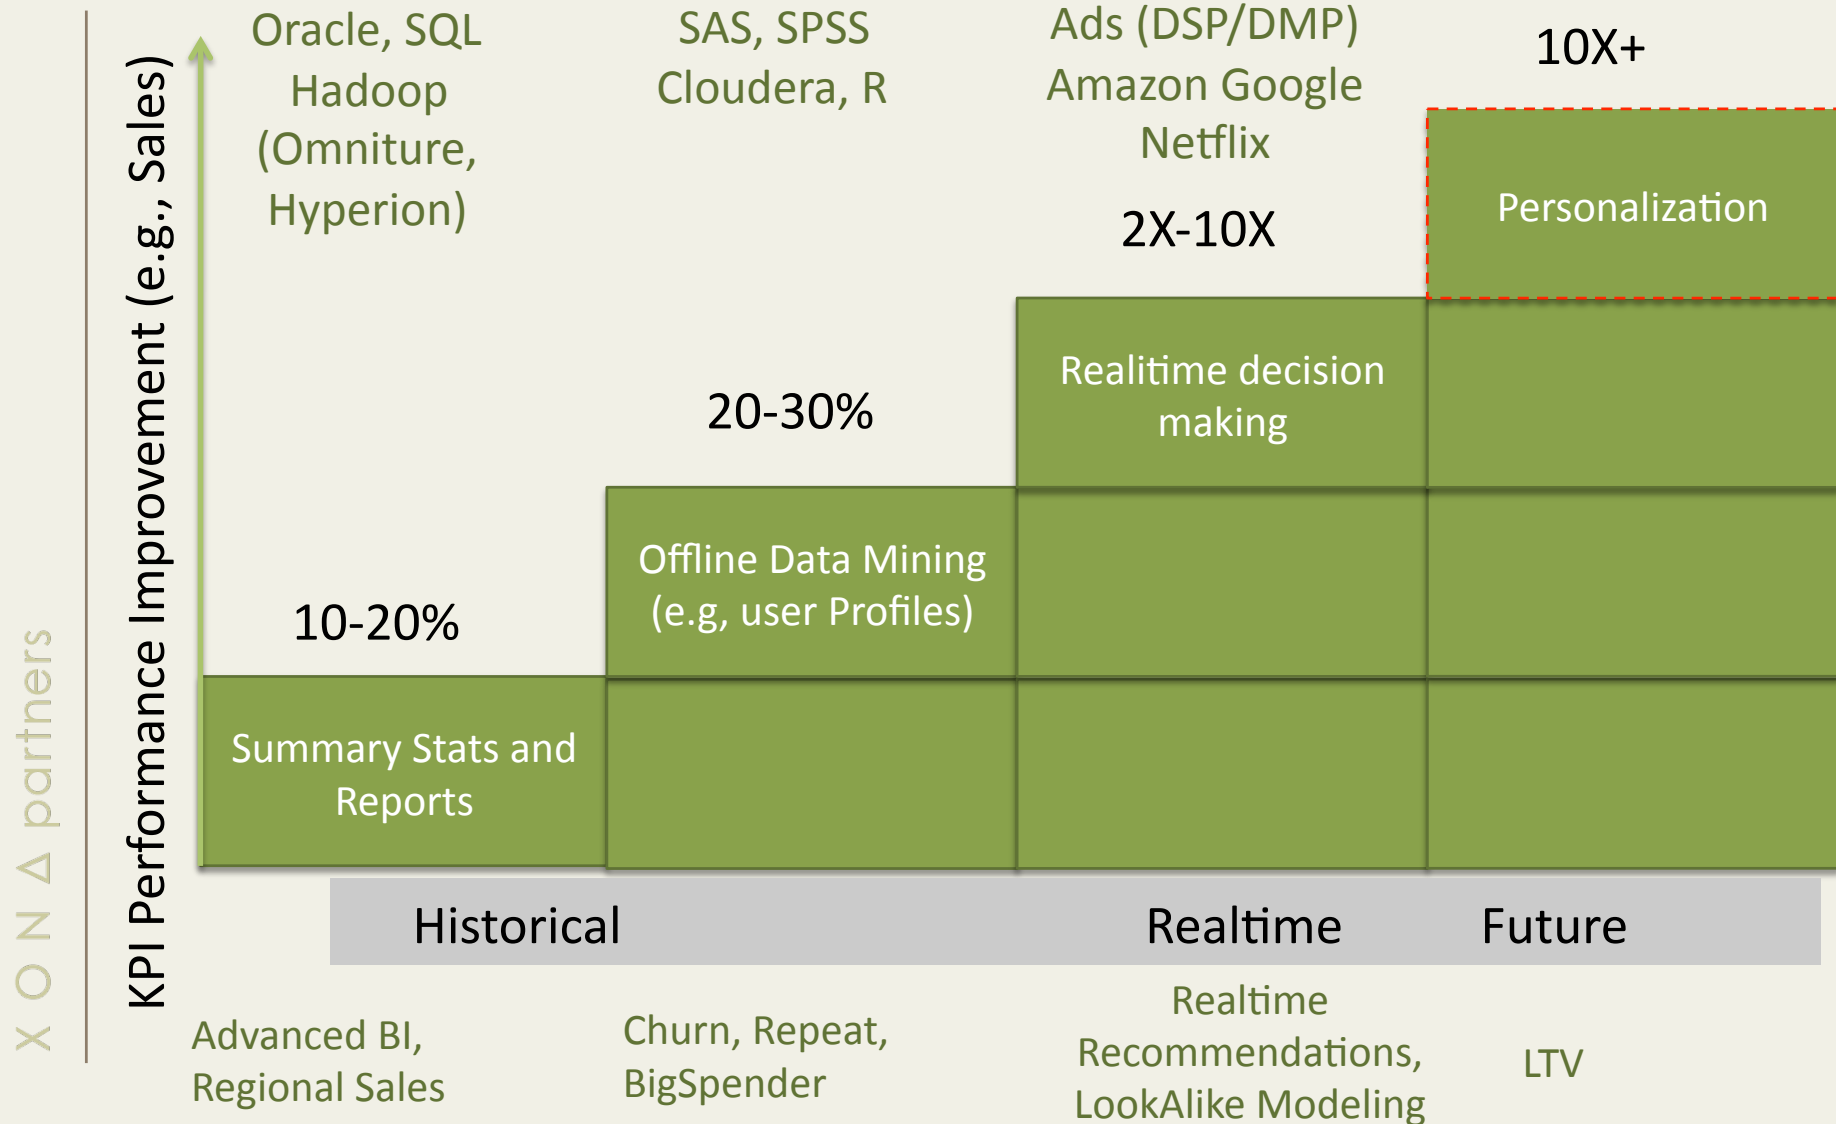 Oracle, SQL
Hadoop
(Omniture,
Hyperion)
SAS, SPSS
Cloudera, R
Ads (DSP/DMP)
Amazon Google
Netflix
10X+
2X-10X
20-30%
10-20%
Personalization
Realitime decision
making
Offline Data Mining
(e.g, user Profiles)
Summary Stats and
Reports
KPI Performance Improvement (e.g., Sales)
XON∆ partners
Historical
Realtime
Future
Advanced BI,
Regional Sales
Churn, Repeat,
BigSpender
Realtime
Recommendations,
LookAlike Modeling
LTV